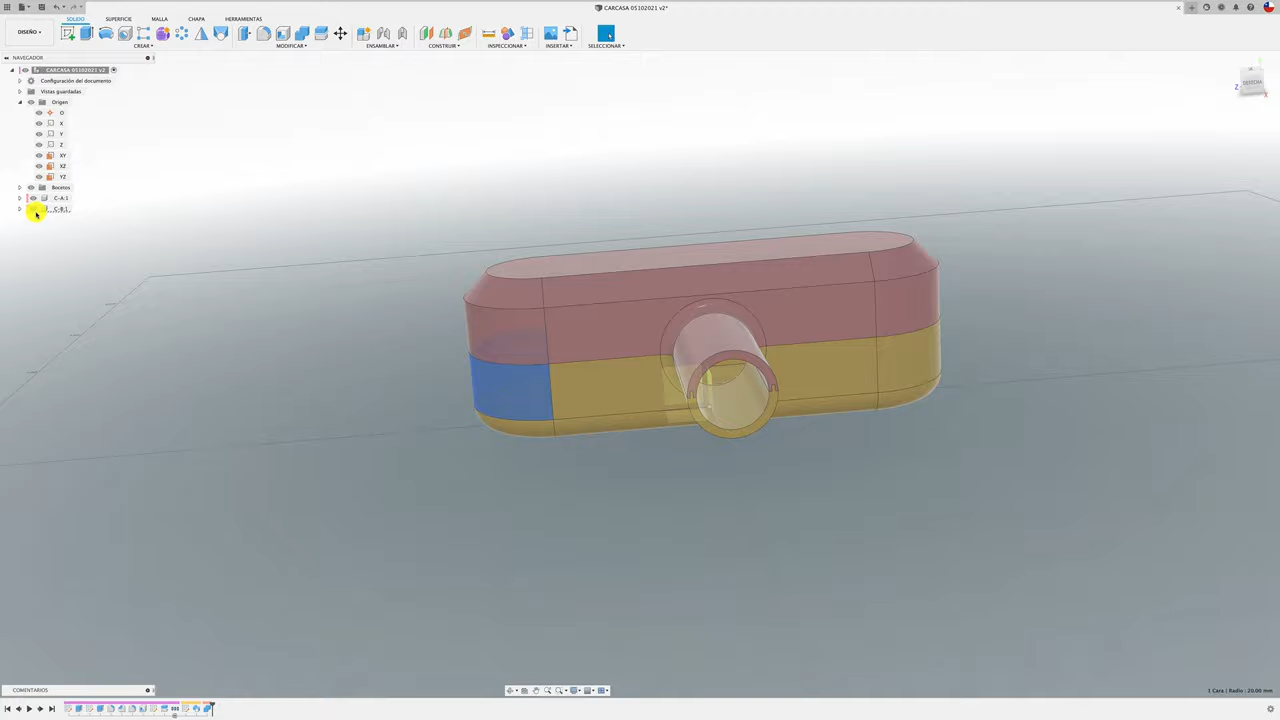 CARCASA 05102021 v2*
DISEÑO
SÓLIDO
SUPERFICIE
MALLA
CHAPA
HERRAMIENTAS
CREAR
MODIFICAR
ENSAMBLAR
CONSTRUIR
INSPECCIONAR
INSERTAR
SELECCIONAR
NAVEGADOR
CARCASA 05102021 v2
Configuración del documento
Vistas guardadas
Origen
O
X
Y
Z
XY
XZ
YZ
Bocetos
C-A:1
C-B:1
DERECHA
Z
X
COMENTARIOS
1 Cara | Radio : 20.00 mm